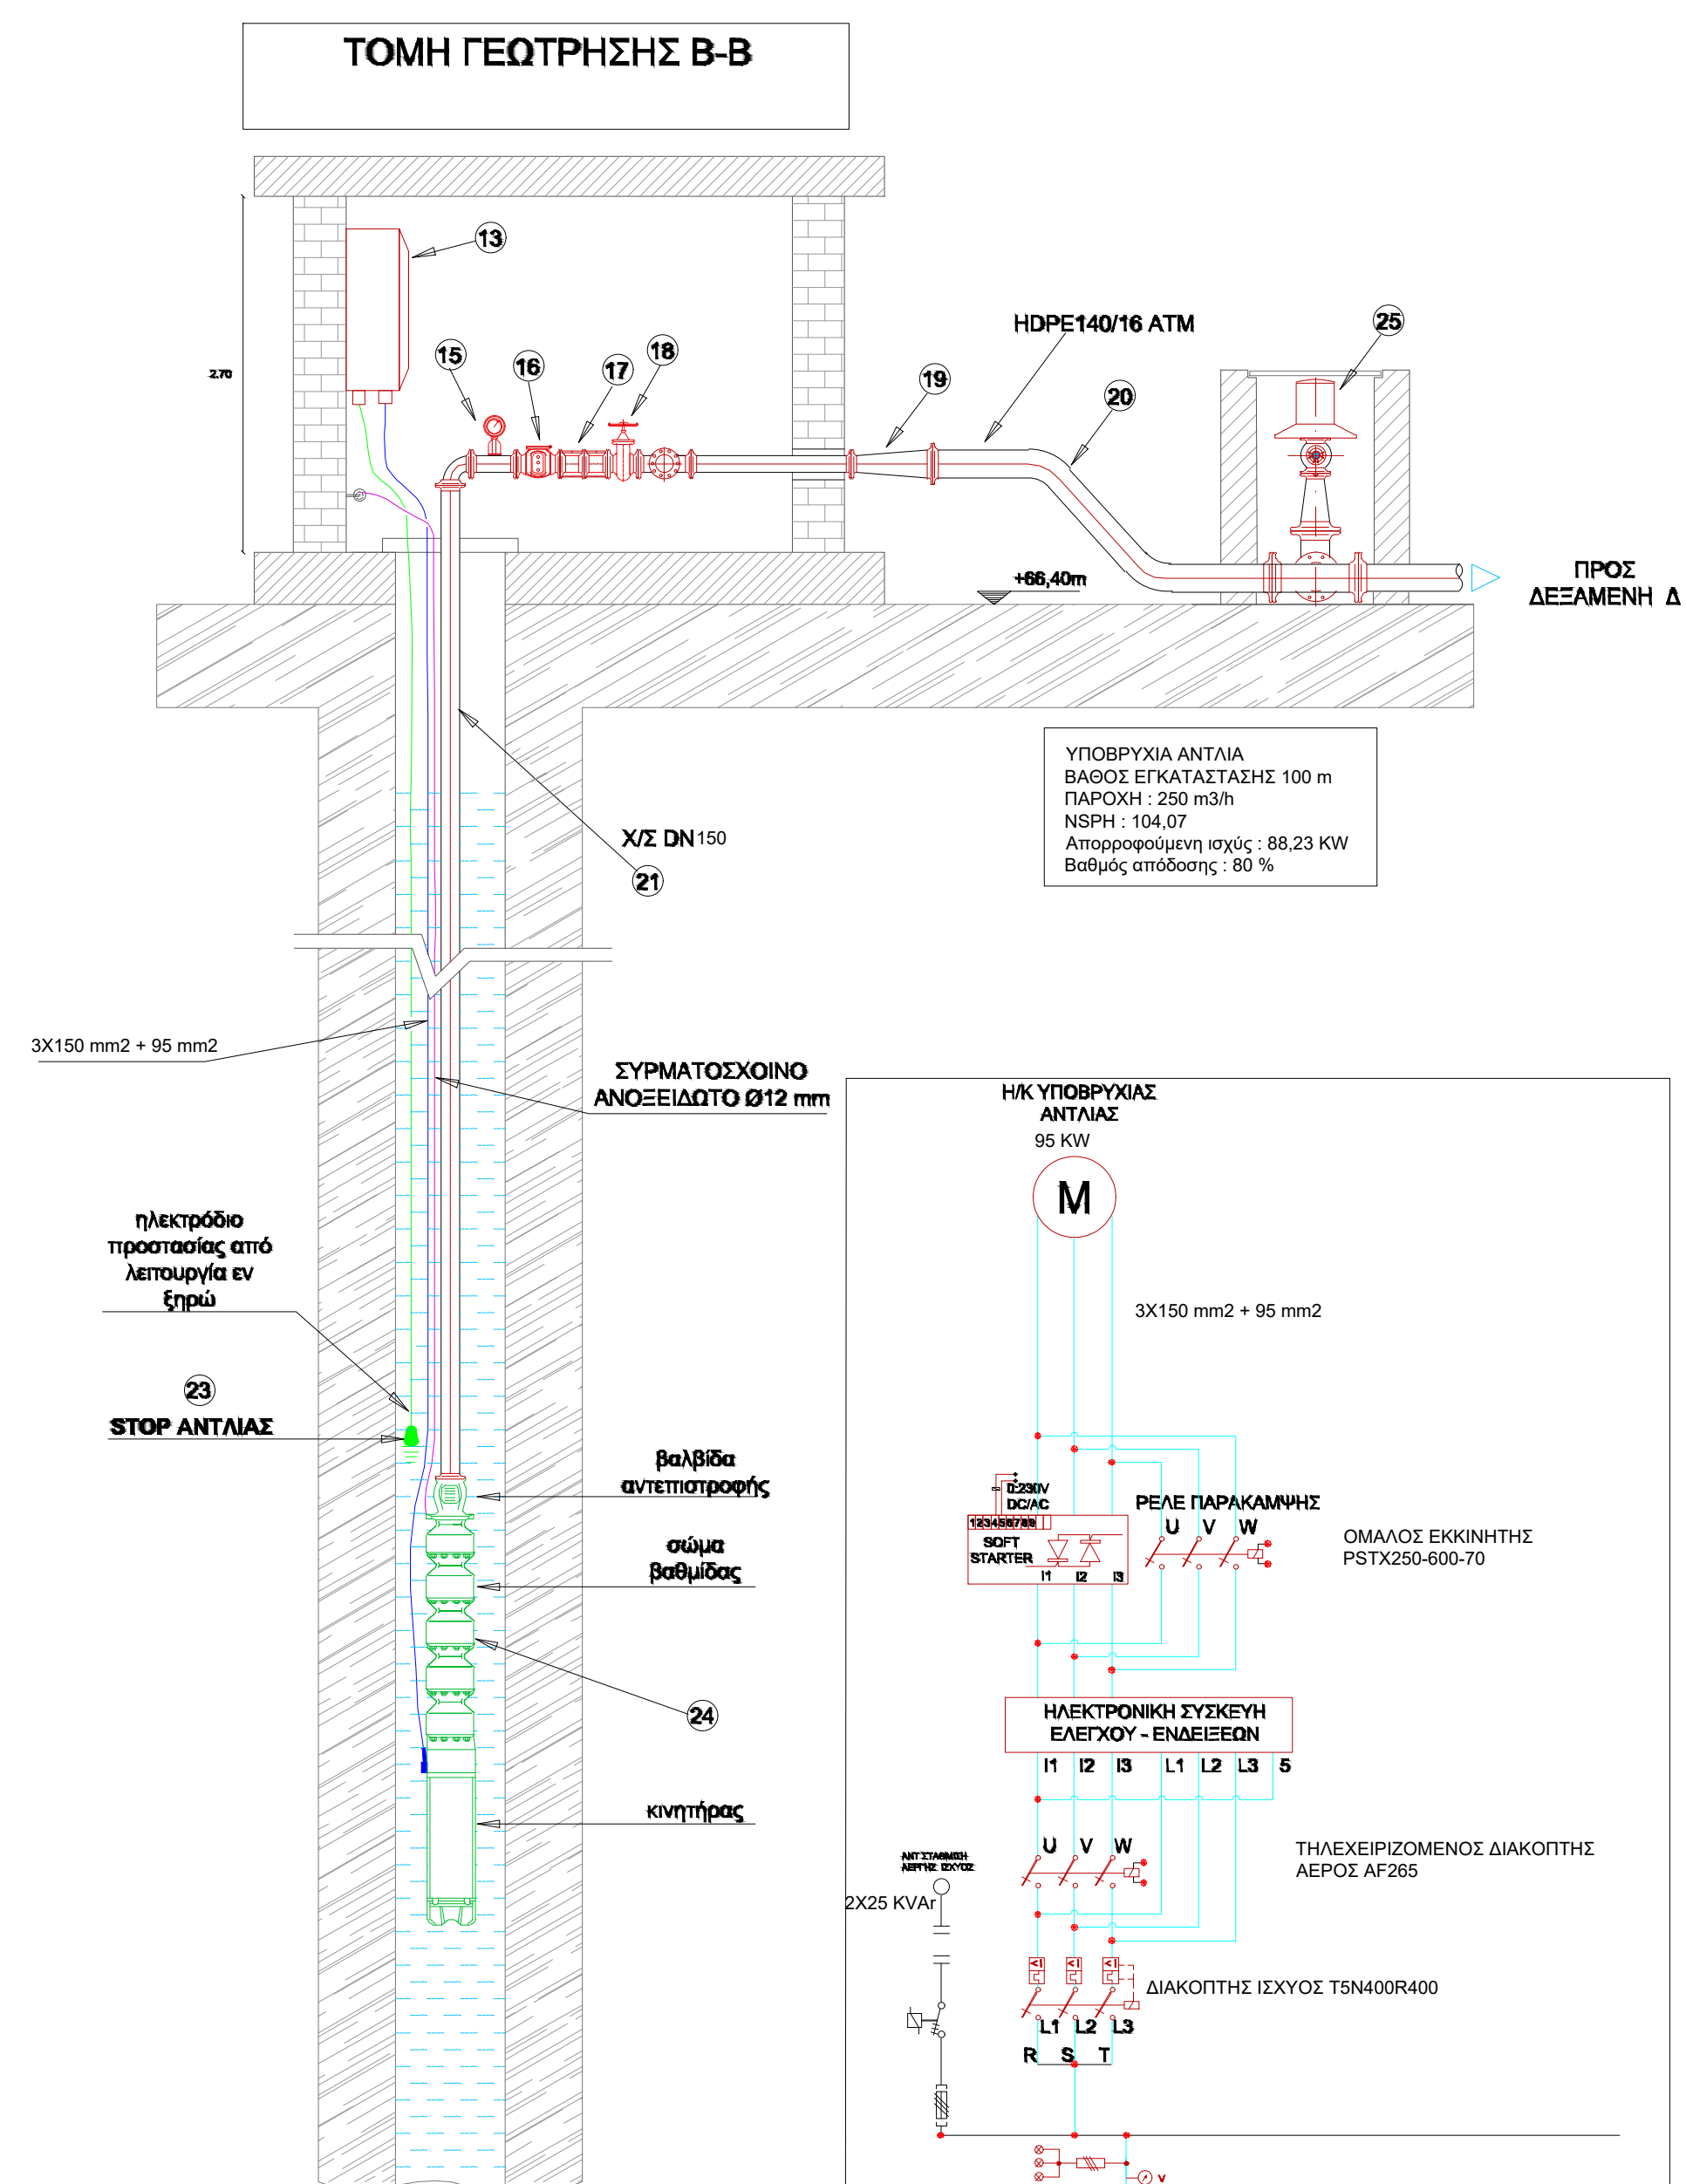 ΤΟΜΗ ΓΕΩΤΡΗΣΗΣ Β-Β
13
2.70
15
16
17
18
19
HDPE140/16 ATM
20
25
+66,40m
ΠΡΟΣ
ΔΕΞΑΜΕΝΗ Δ
ΥΠΟΒΡΥΧΙΑ ΑΝΤΛΙΑ
ΒΑΘΟΣ ΕΓΚΑΤΑΣΤΑΣΗΣ 100 m
ΠΑΡΟΧΗ : 250 m3/h
NSPH : 104,07
Απορροφούμενη ισχύς : 88,23 KW
Βαθμός απόδοσης : 80 %
Χ/Σ DN 150
21
3X150 mm2 + 95 mm2
ΣΥΡΜΑΤΟΣΧΟΙΝΟ
ΑΝΟΞΕΙΔΩΤΟ Ø12 mm
ηλεκτρόδιο
προστασίας από
λειτουργία εν
ξηρώ
23
STOP ΑΝΤΛΙΑΣ
βαλβίδα
αντεπιστροφής
σώμα
βαθμίδας
24
κινητήρας
Η/Κ ΥΠΟΒΡΥΧΙΑΣ
ΑΝΤΛΙΑΣ
95 KW
M
3X150 mm2 + 95 mm2
0:230V
DC/AC
123456789
SOFT
STARTER
I1 I2 I3
ΡΕΛΕ ΠΑΡΑΚΑΜΨΗΣ
U V W
ΟΜΑΛΟΣ ΕΚΚΙΝΗΤΗΣ
PSTX250-600-70
ΗΛΕΚΤΡΟΝΙΚΗ ΣΥΣΚΕΥΗ
ΕΛΕΓΧΟΥ - ΕΝΔΕΙΞΕΩΝ
I1 I2 I3 L1 L2 L3 5
U V W
ΤΗΛΕΧΕΙΡΙΖΟΜΕΝΟΣ ΔΙΑΚΟΠΤΗΣ
ΑΕΡΟΣ AF265
2X25 KVAr
<I <I <I
ΔΙΑΚΟΠΤΗΣ ΙΣΧΥΟΣ T5N400R400
L1 L2 L3
R S T
V